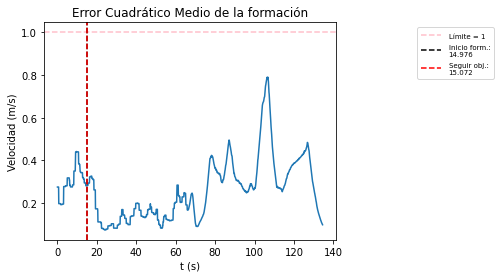 Error Cuadrático Medio de la formación
Límite = 1
Inicio form.:
14.976
Seguir obj.:
15.072
Velocidad (m/s)
1.0
0.8
0.6
0.4
0.2
0 20 40 60 80 100 120 140
t (s)